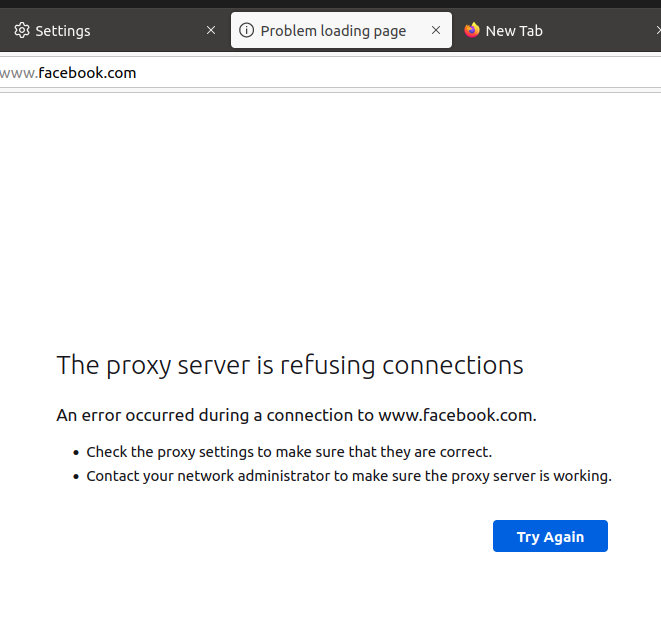 Settings
Problem loading page
New Tab
www.facebook.com
The proxy server is refusing connections
An error occurred during a connection to www.facebook.com.
• Check the proxy settings to make sure that they are correct.
• Contact your network administrator to make sure the proxy server is working.
Try Again